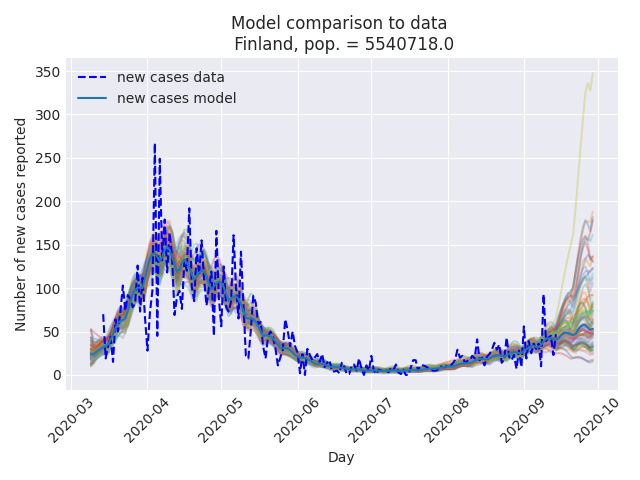 Model comparison to data
Finland, pop. = 5540718.0
new cases data
new cases model
Number of new cases reported
350
300
250
200
150
100
50
0
2020-03
2020-04
2020-05
2020-06
2020-07
2020-08
2020-09
2020-10
Day